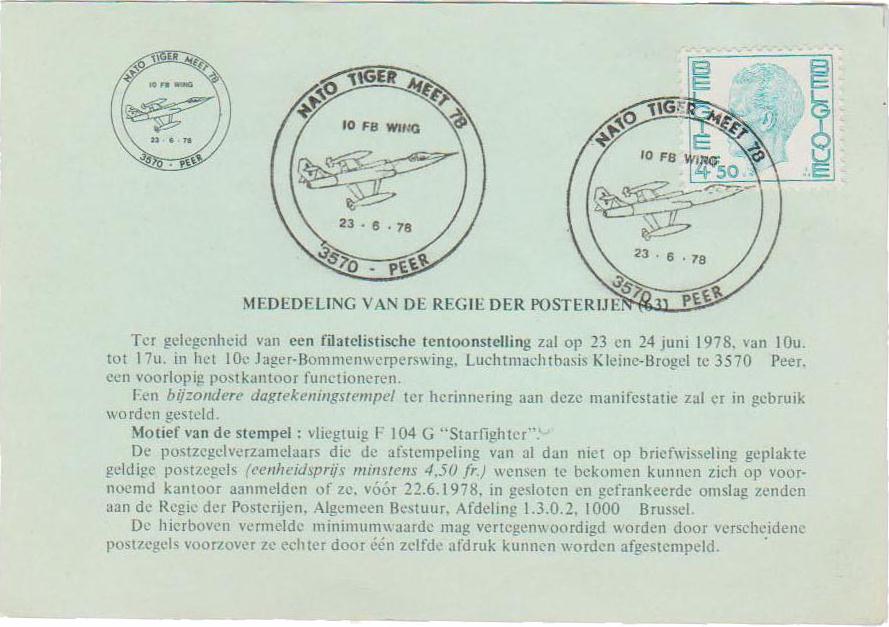 NATO TIGER MEET 78
10 FB WING
23 - 6 - 78
3570 - PEER
NATO TIGER MEET 78
10 FB WING
23 - 6 - 78
3570 - PEER
NATO TIGER MEET 78
10 FB WING
23 - 6 - 78
3570 PEER
BELGIE
BELGIQUE
4 50
MEDEDELING VAN DE REGIE DER POSTERIJEN (63)
Ter gelegenheid van een filatelistische tentoonstelling zal op 23 en 24 juni 1978, van 10u.
tot 17u. in het 10e Jager-Bommenwerperswing, Luchtmachtbasis Kleine-Brogel te 3570 Peer,
een voorlopig postkantoor functioneren.
Een bijzondere dagtekeningstempel ter herinnering aan deze manifestatie zal er in gebruik
worden gesteld.
Motief van de stempel : vliegtuig F 104 G “Starfighter”.
De postzegelverzamelaars die de afstempeling van al dan niet op briefwisseling geplakte
geldige postzegels (eenheidsprijs minstens 4,50 fr.) wensen te bekomen kunnen zich op voor-
noemd kantoor aanmelden of ze, vóór 22.6.1978, in gesloten en gefrankeerde omslag zenden
aan de Regie der Posterijen, Algemeen Bestuur, Afdeling 1.3.0.2, 1000 Brussel.
De hierboven vermelde minimumwaarde mag vertegenwoordigd worden door verscheidene
postzegels voorzover ze echter door één zelfde afdruk kunnen worden afgestempeld.